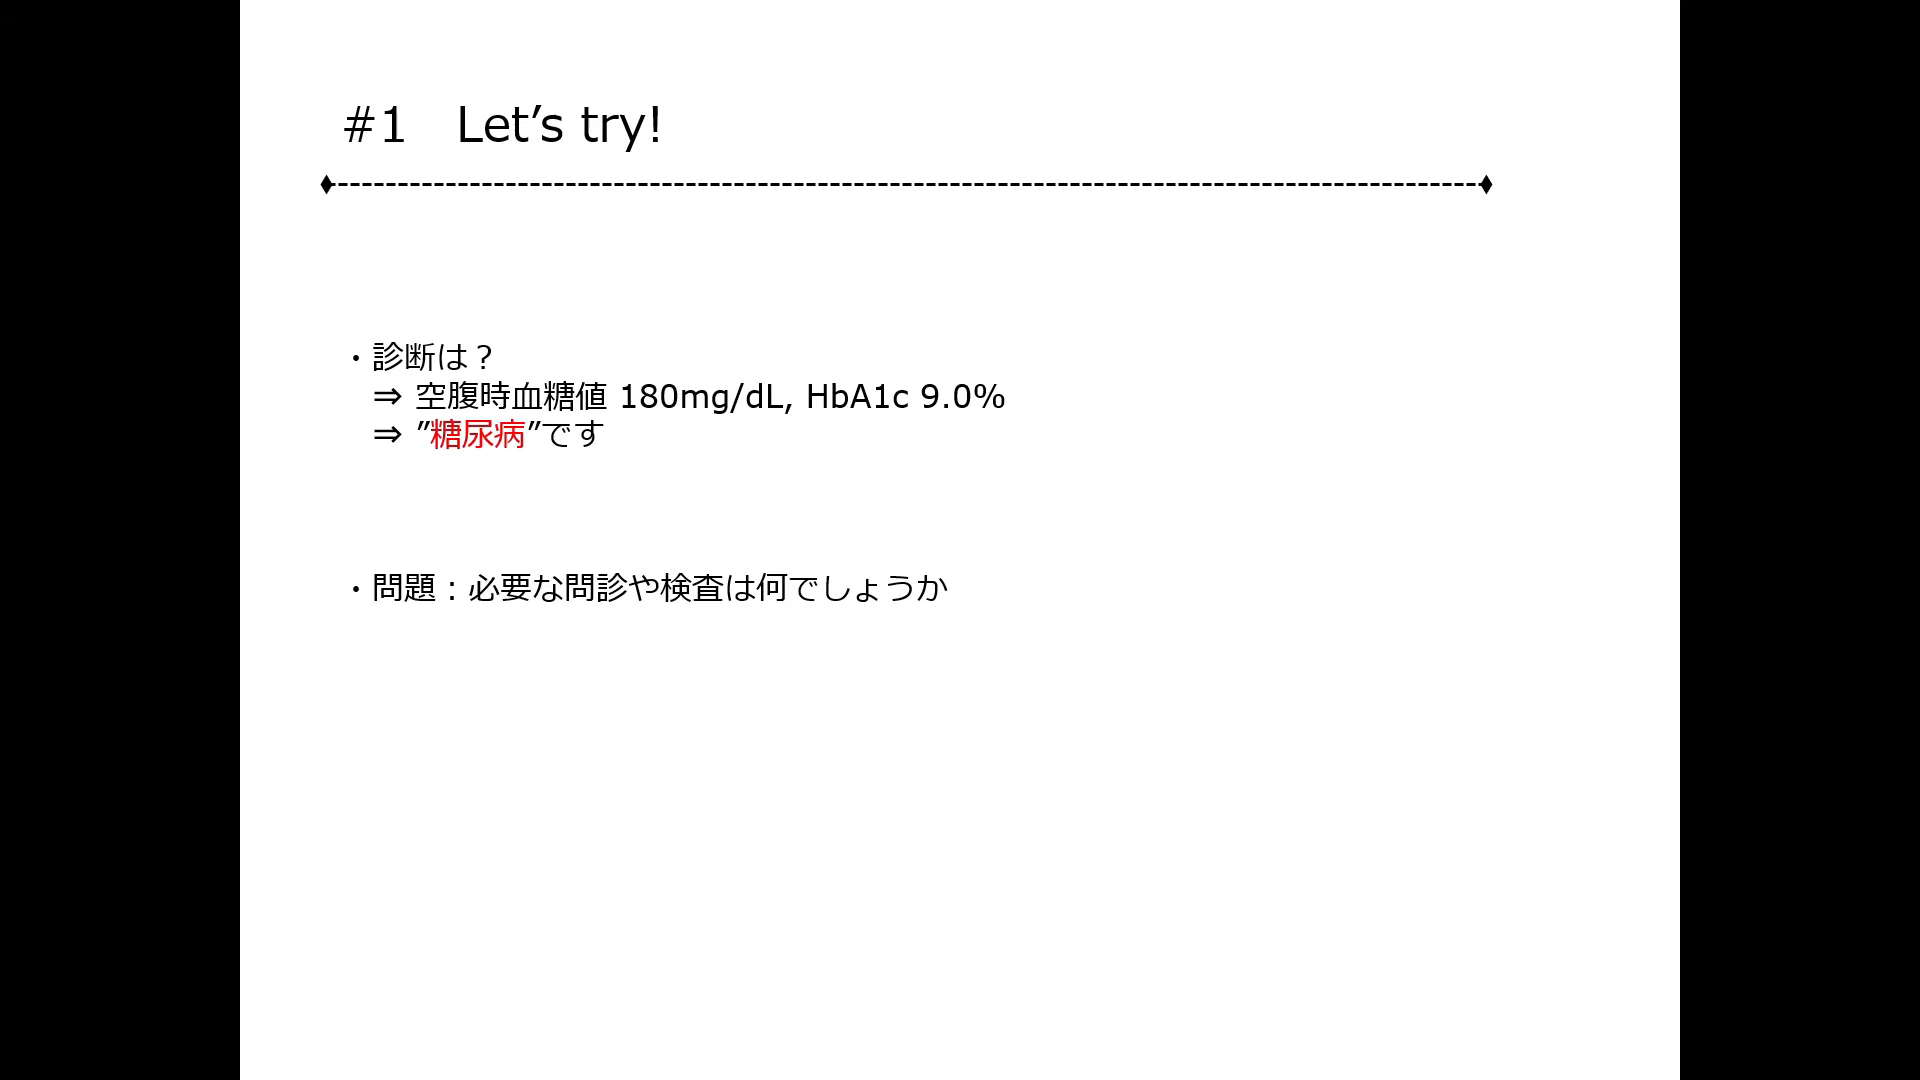 #1　Let’s try!
・診断は？
⇒ 空腹時血糖値 180mg/dL, HbA1c 9.0%
⇒ ”糖尿病”です
・問題：必要な問診や検査は何でしょうか